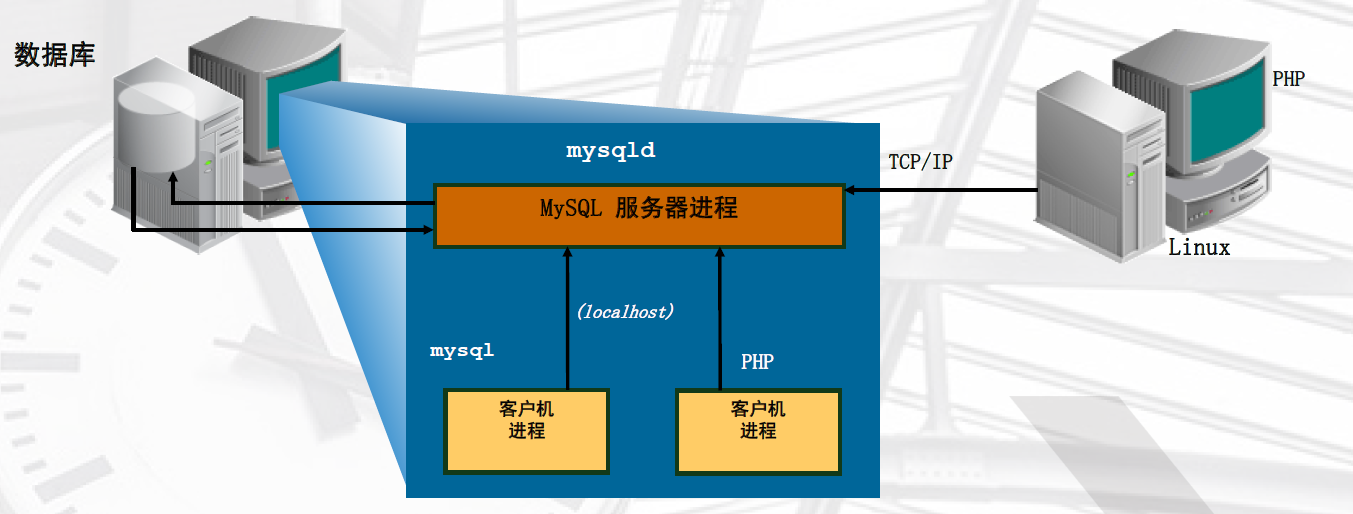 数据库
PHP
mysqld
TCP/IP
MySQL 服务器进程
Linux
(localhost)
mysql
PHP
客户机
进程
客户机
进程